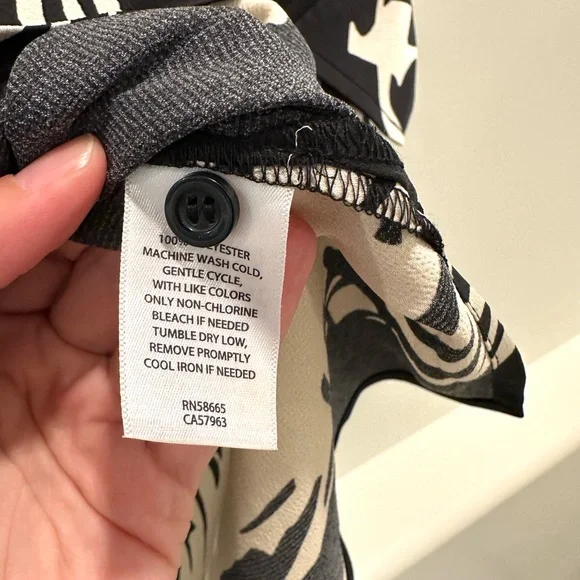 100%
MACHINE WASH COLD,
GENTLE CYCLE,
WITH LIKE COLORS
ONLY NON-CHLORINE
BLEACH IF NEEDED
TUMBLE DRY LOW,
REMOVE PROMPTLY
COOL IRON IF NEEDED
RN58665
CA57963